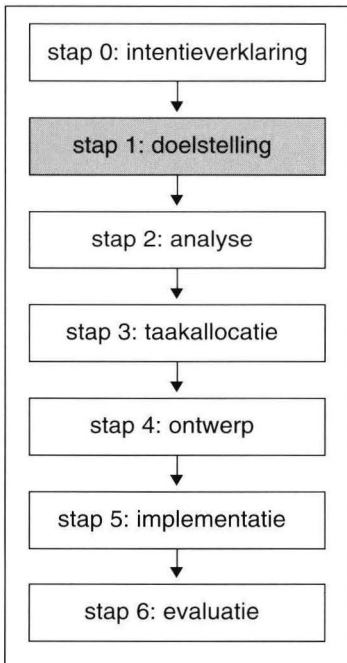 stap 0: intentieverklaring
stap 1: doelstelling
stap 2: analyse
stap 3: taakallocatie
stap 4: ontwerp
stap 5: implementatie
stap 6: evaluatie